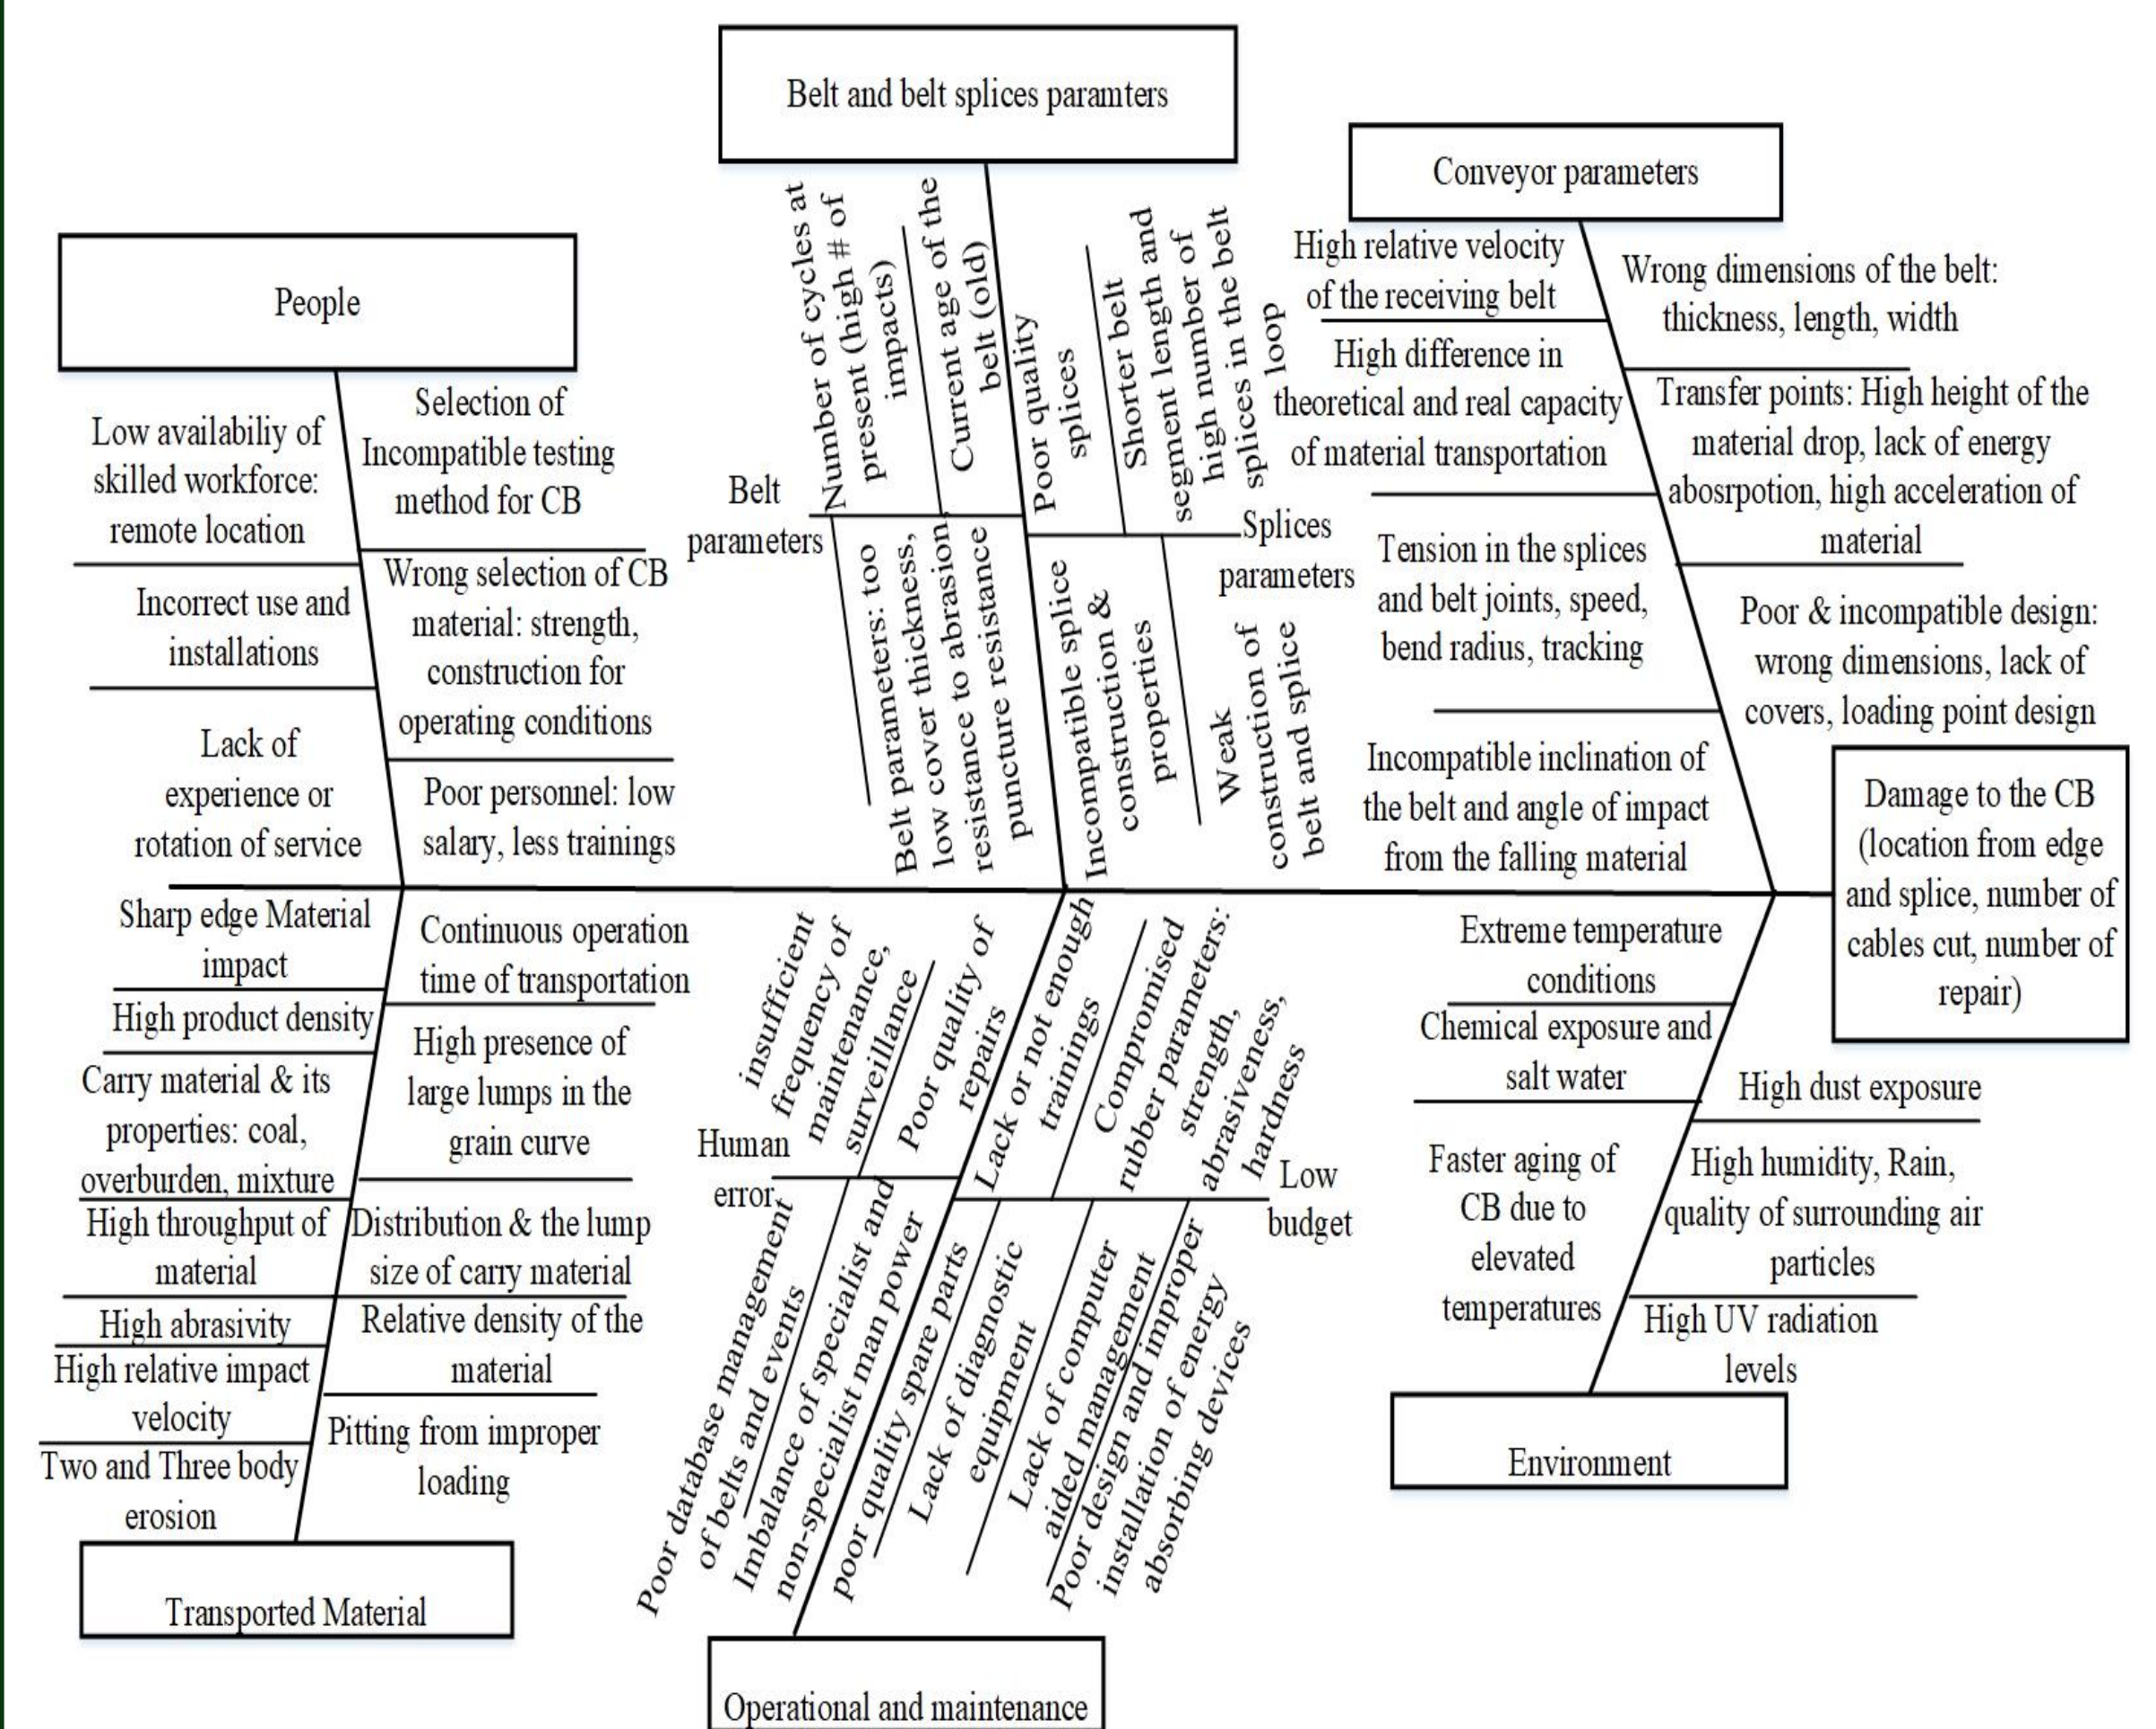 Belt and belt splices paramters
Conveyor parameters
People
Low availabiliy of
skilled workforce:
remote location
Incorrect use and
installations
Lack of
experience or
rotation of service
Selection of
Incompatible testing
method for CB
Wrong selection of CB
material: strength,
construction for
operating conditions
Poor personnel: low
salary, less trainings
Belt
parameters
Number of cycles at
present (high # of
impacts)
Current age of the
belt (old)
Belt parameters: too
low cover thickness,
resistance to abrasion,
puncture resistance
Poor quality
splices
Shorter belt
segment length and
high number of
splices in the belt
loop
Splices
parameters
Incompatible splice
construction &
properties
Weak
construction of
belt and splice
High relative velocity
of the receiving belt
High difference in
theoretical and real capacity
of material transportation
Tension in the splices
and belt joints, speed,
bend radius, tracking
Incompatible inclination of
the belt and angle of impact
from the falling material
Wrong dimensions of the belt:
thickness, length, width
Transfer points: High height of the
material drop, lack of energy
abosrpotion, high acceleration of
material
Poor & incompatible design:
wrong dimensions, lack of
covers, loading point design
Damage to the CB
(location from edge
and splice, number of
cables cut, number of
repair)
Sharp edge Material
impact
High product density
Carry material & its
properties: coal,
overburden, mixture
High throughput of
material
High abrasivity
High relative impact
velocity
Two and Three body
erosion
Continuous operation
time of transportation
High presence of
large lumps in the
grain curve
Distribution & the lump
size of carry material
Relative density of the
material
Pitting from improper
loading
Transported Material
Human
error
insufficient
frequency of
maintenance,
surveillance
Poor quality of
repairs
Poor database management
of belts and events
Imbalance of specialist and
non-specialist man power
Lack or not enough
trainings
Compromised
rubber parameters:
strength,
abrasiveness,
hardness
Low
budget
poor quality spare parts
Lack of diagnostic
equipment
Lack of computer
aided management
Poor design and improper
installation of energy
absorbing devices
Operational and maintenance
Extreme temperature
conditions
Chemical exposure and
salt water
Faster aging of
CB due to
elevated
temperatures
High dust exposure
High humidity, Rain,
quality of surrounding air
particles
High UV radiation
levels
Environment